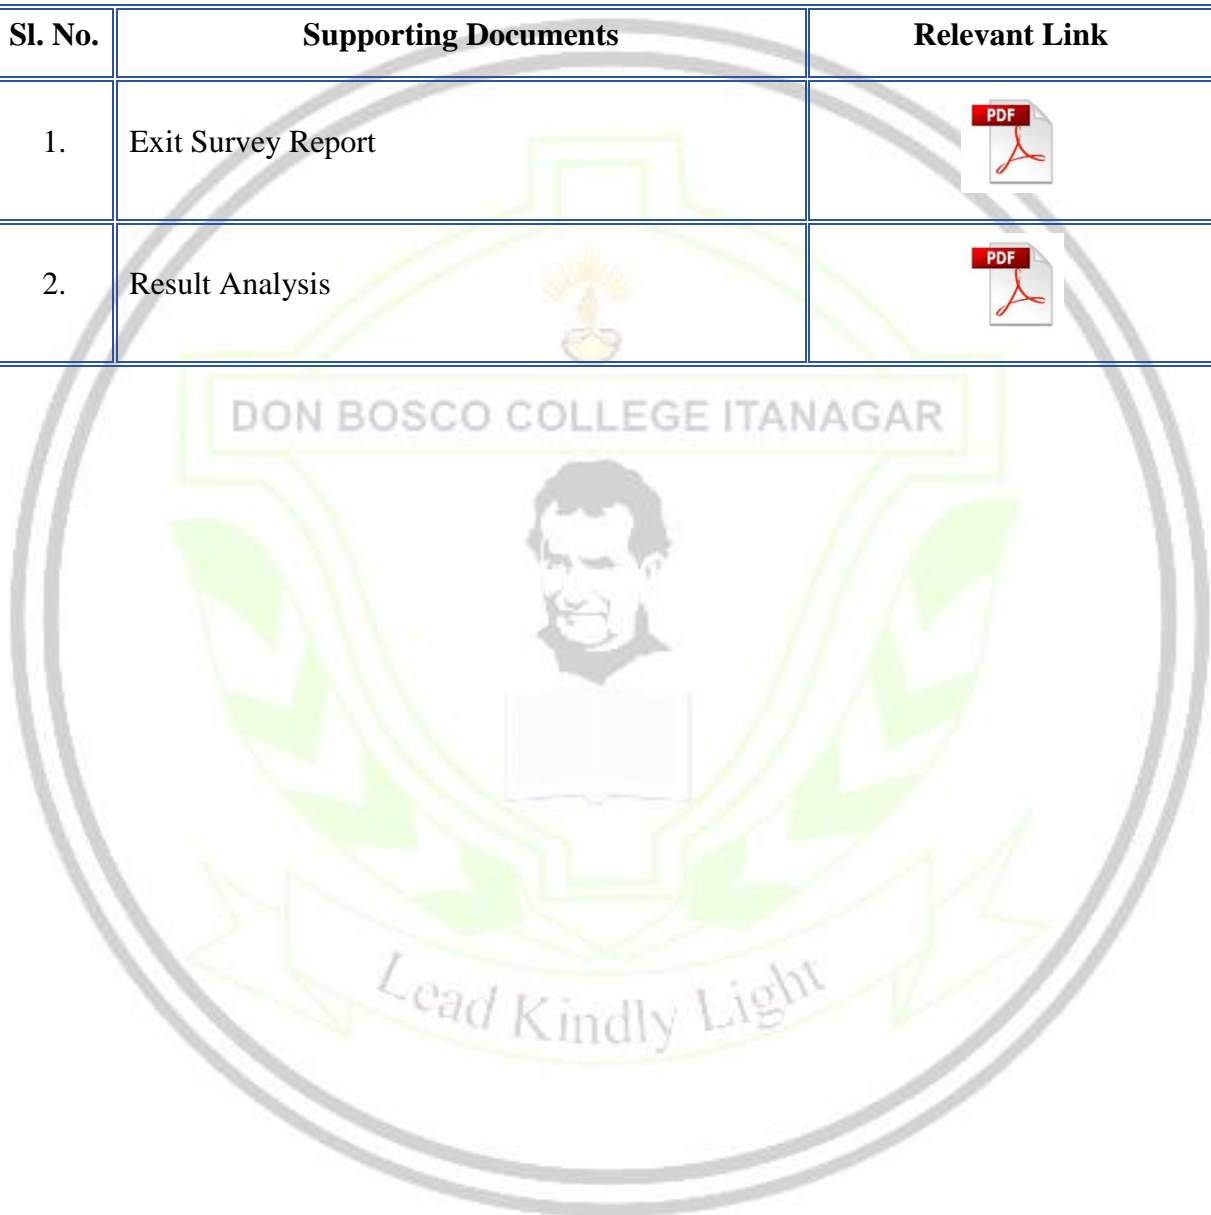 Sl. No. Supporting Documents Relevant Link
PDF
1. Exit Survey Report
PDF
2. Result Analysis
DON BOSCO COLLEGE ITANAGAR
Lead Kindly Light